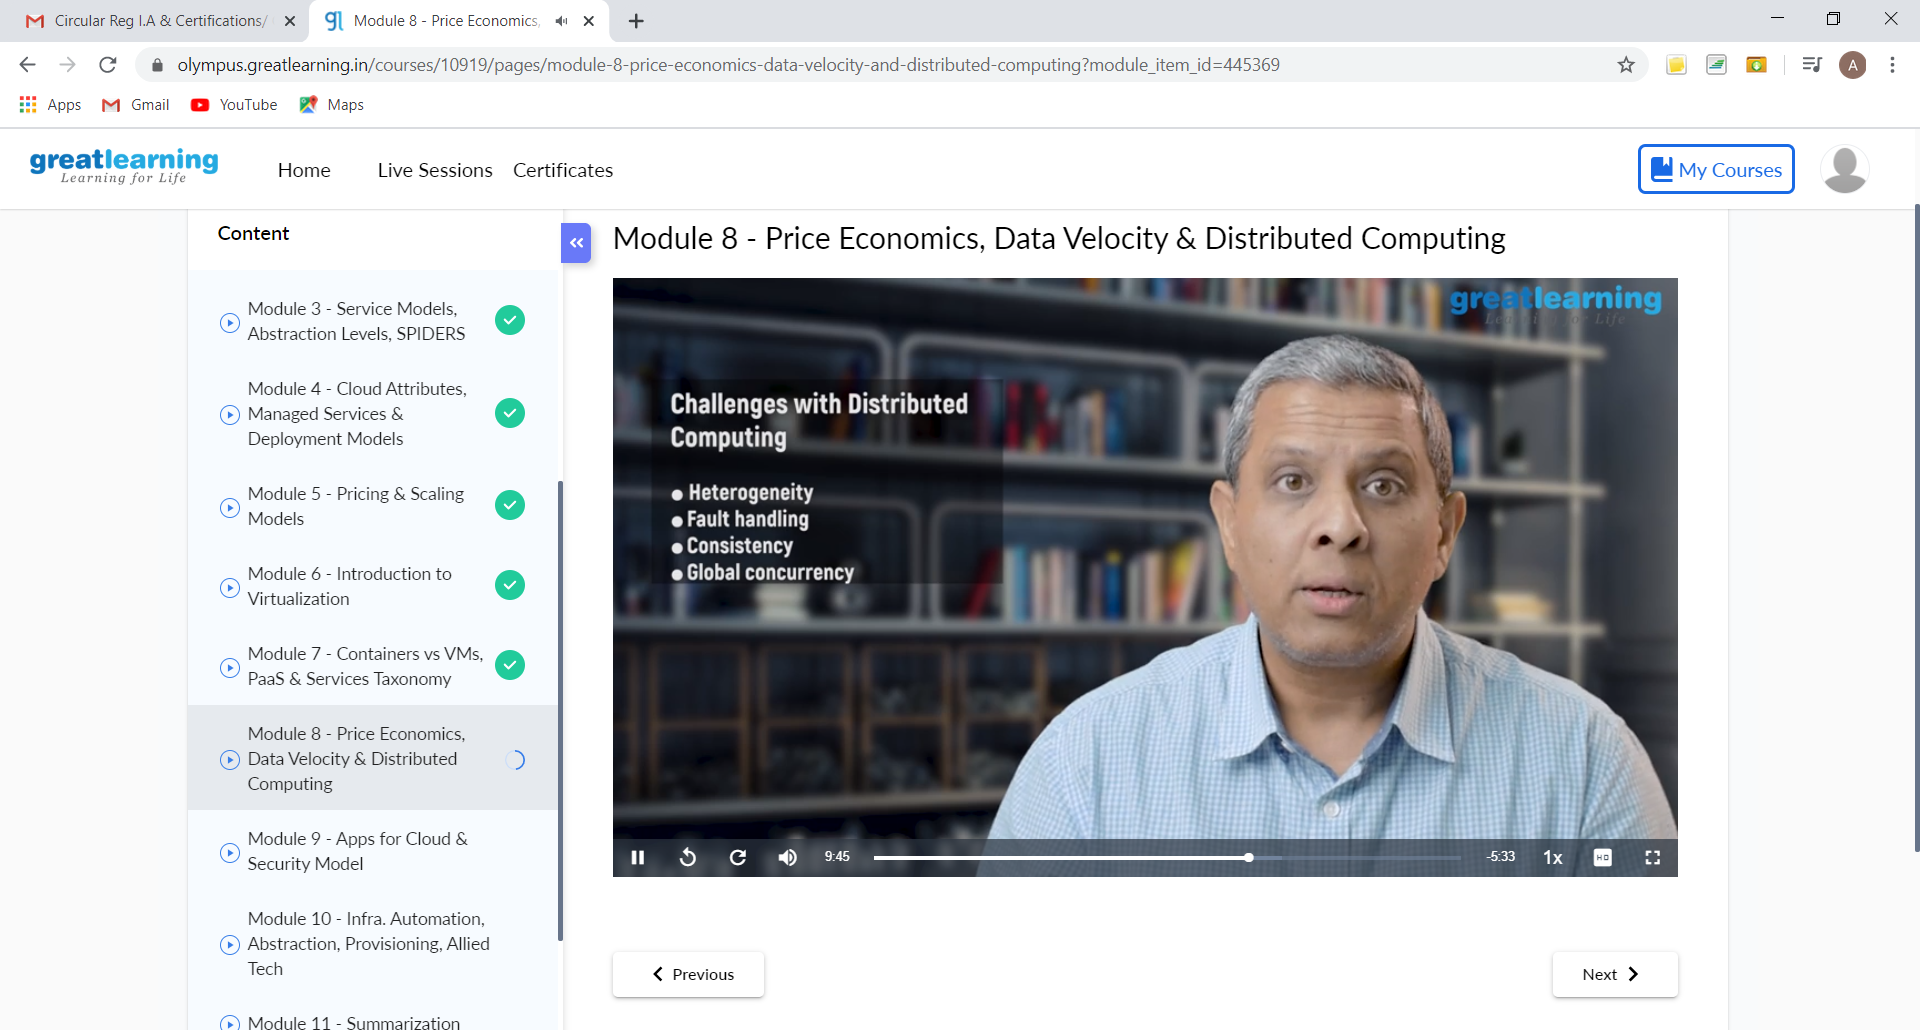 Circular Reg I.A & Certifications/
Module 8 - Price Economics,
olympus.greatlearning.in/courses/10919/pages/module-8-price-economics-data-velocity-and-distributed-computing?module_item_id=445369
A
Apps
Gmail
YouTube
Maps
greatlearning
Learning for Life
Home
Live Sessions
Certificates
My Courses
Content
Module 3 - Service Models,
Abstraction Levels, SPIDERS
Module 4 - Cloud Attributes,
Managed Services &
Deployment Models
Module 5 - Pricing & Scaling
Models
Module 6 - Introduction to
Virtualization
Module 7 - Containers vs VMs,
PaaS & Services Taxonomy
Module 8 - Price Economics,
Data Velocity & Distributed
Computing
Module 9 - Apps for Cloud &
Security Model
Module 10 - Infra. Automation,
Abstraction, Provisioning, Allied
Tech
Module 11 - Summarization
Module 8 - Price Economics, Data Velocity & Distributed Computing
greatlearning
Learning for Life
Challenges with Distributed
Computing
● Heterogeneity
● Fault handling
● Consistency
● Global concurrency
9:45
-5:33
1x
HD
Previous
Next